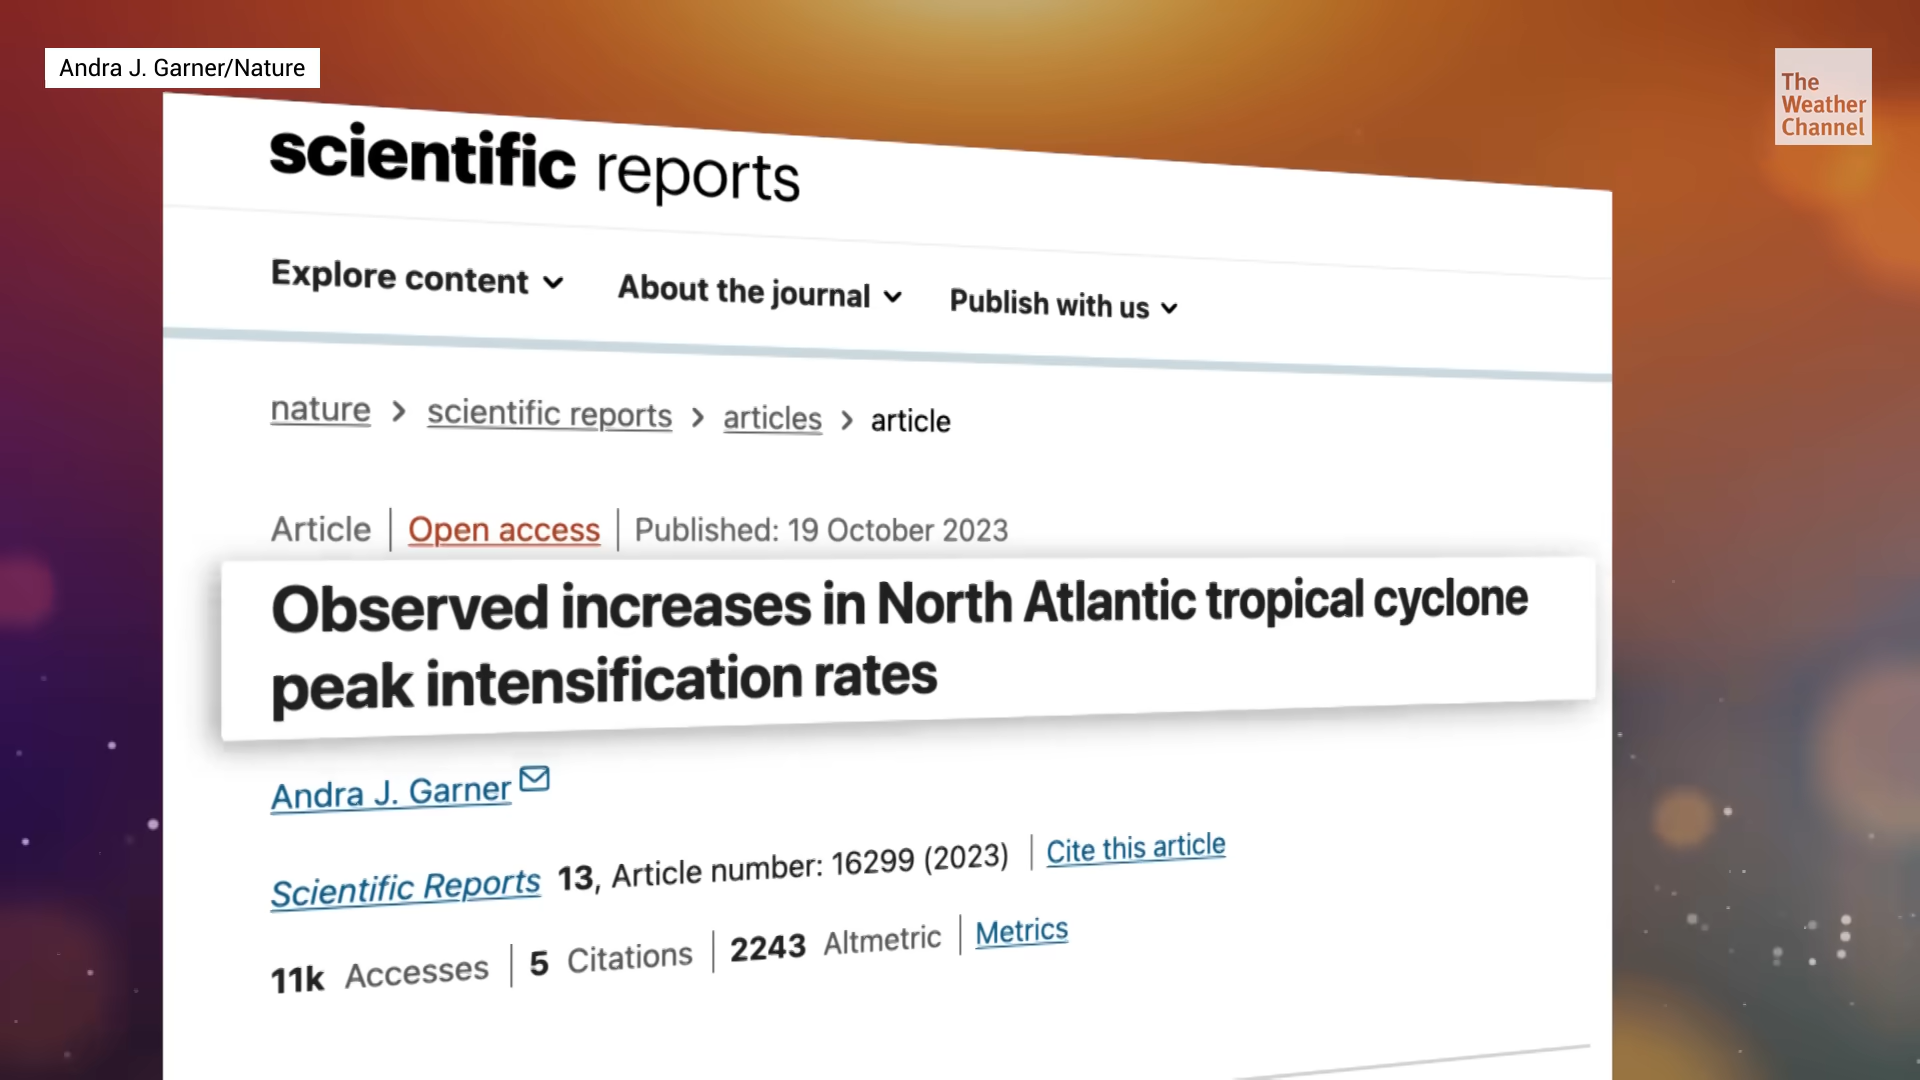 Andra J. Garner/Nature
The
Weather
Channel
scientific reports
Explore content About the journal Publish with us
nature > scientific reports > articles > article
Article | Open access | Published: 19 October 2023
Observed increases in North Atlantic tropical cyclone
peak intensification rates
Andra J. Garner
Scientific Reports 13, Article number: 16299 (2023) | Cite this article
11k Accesses | 5 Citations | 2243 Altmetric | Metrics